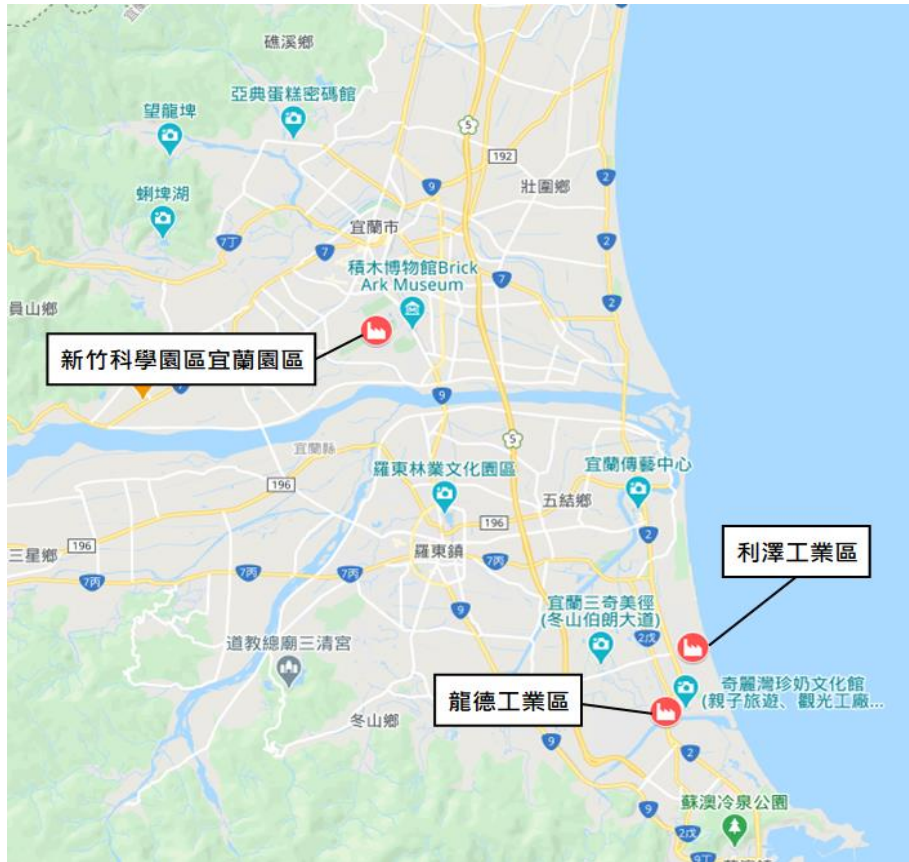 礁溪鄉
亞典蛋糕密碼館
望龍埤
5
192
9
2
壯圍鄉
蜊埤湖
宜蘭市
7丁
7
2
積木博物館Brick
Ark Museum
7
2
員山鄉
新竹科學園區宜蘭園區
7
9
宜蘭縣
5
羅東林業文化園區
宜蘭傳藝中心
196
五結鄉
196
2
196
三星鄉
羅東鎮
7丙
利澤工業區
7丙
7丙
9
宜蘭三奇美徑
(冬山伯朗大道)
2戊
道教總廟三清宮
奇麗灣珍奶文化館
(親子旅遊、觀光工廠...
龍德工業區
冬山鄉
9
2
蘇澳冷泉公園
9
2戊
9丁